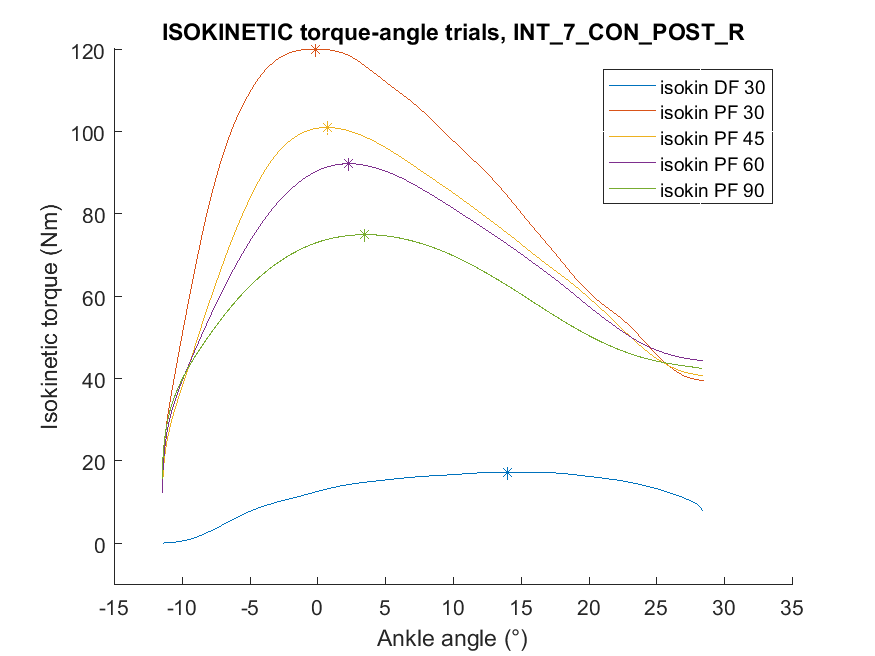 ISOKINETIC torque-angle trials, INT_7_CON_POST_R
120
100
80
60
40
20
0
Isokinetic torque (Nm)
isokin DF 30
isokin PF 30
isokin PF 45
isokin PF 60
isokin PF 90
-15 -10 -5 0 5 10 15 20 25 30 35
Ankle angle (°)